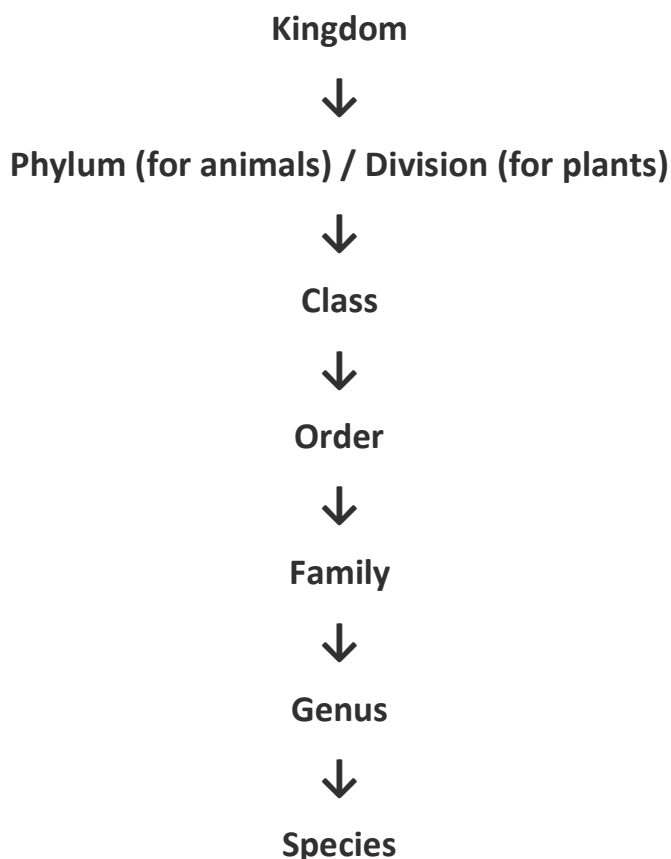 Kingdom
↓
Phylum (for animals) / Division (for plants)
↓
Class
↓
Order
↓
Family
↓
Genus
↓
Species